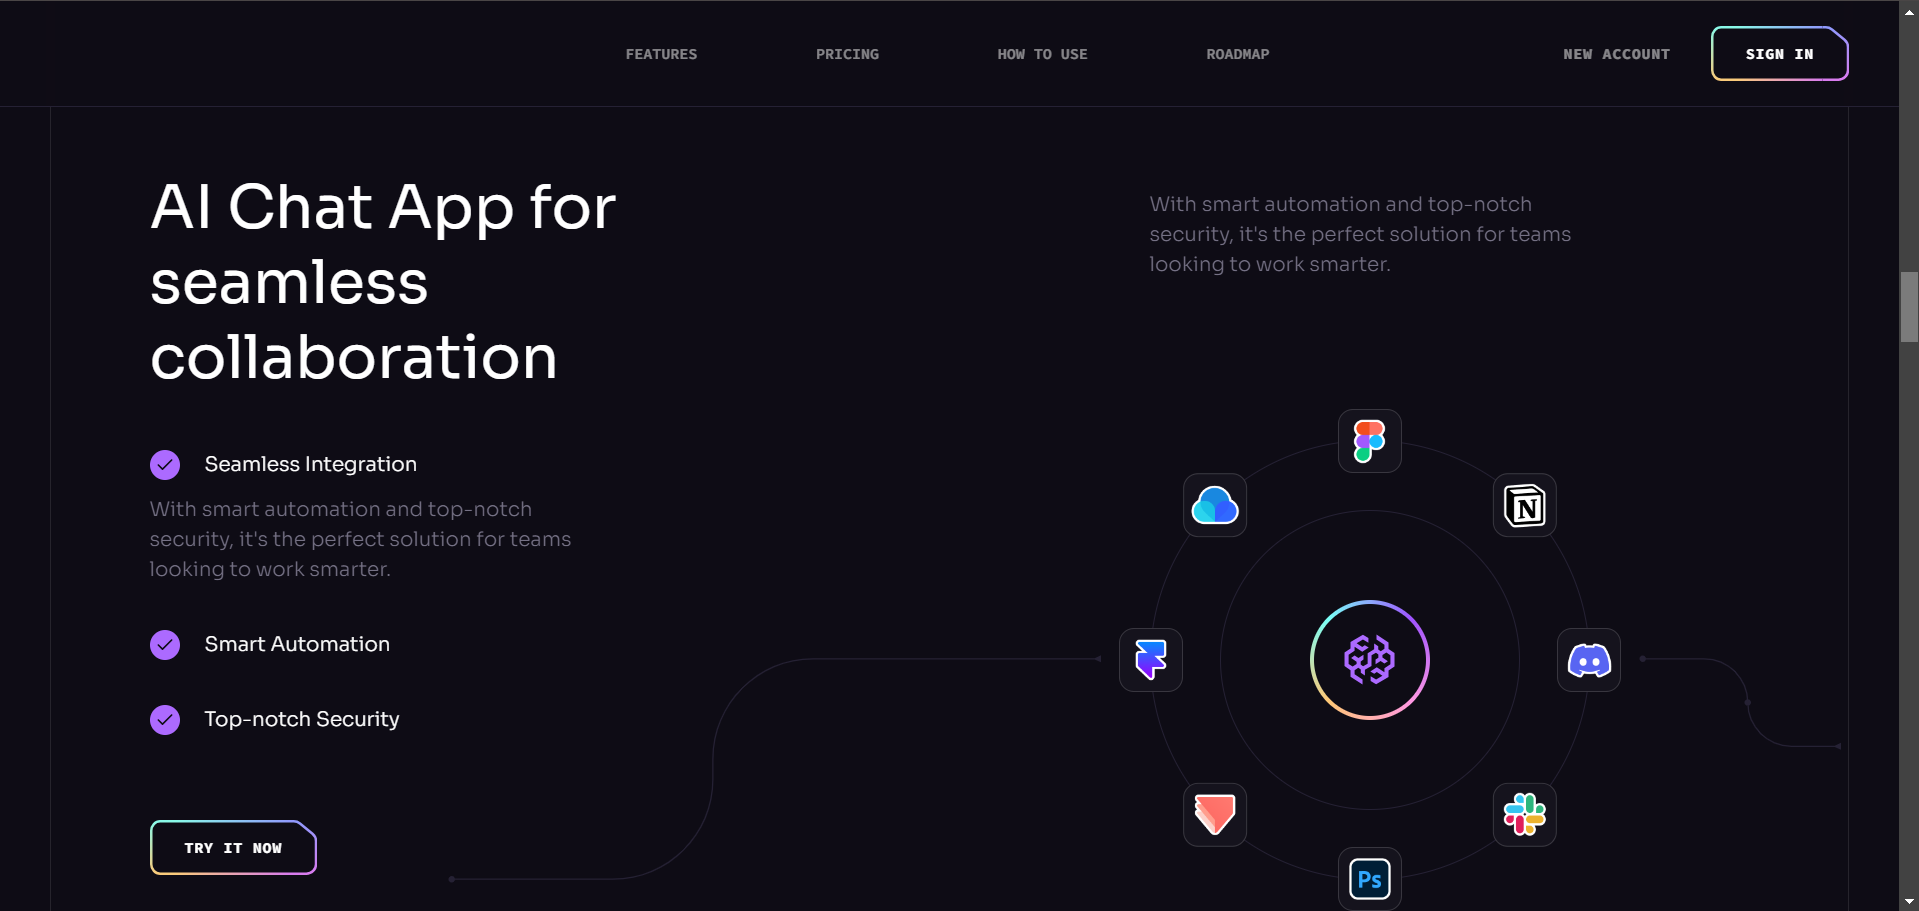 FEATURES
PRICING
HOW TO USE
ROADMAP
NEW ACCOUNT
SIGN IN
AI Chat App for
seamless
collaboration
With smart automation and top-notch
security, it's the perfect solution for teams
looking to work smarter.
Seamless Integration
With smart automation and top-notch
security, it's the perfect solution for teams
looking to work smarter.
Smart Automation
Top-notch Security
TRY IT NOW
N
Ps